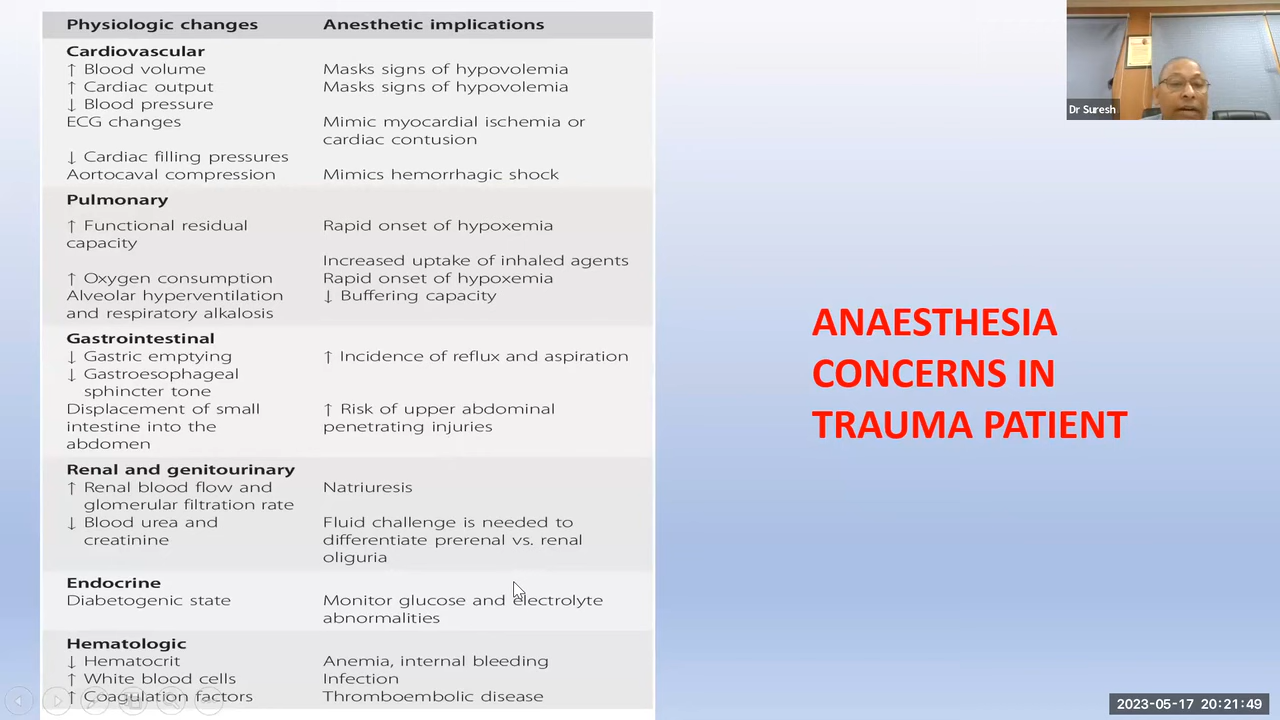 Physiologic changes Anesthetic implications
Cardiovascular
↑ Blood volume Masks signs of hypovolemia
↑ Cardiac output Masks signs of hypovolemia
↓ Blood pressure
ECG changes Mimic myocardial ischemia or
cardiac contusion
↓ Cardiac filling pressures
Aortocaval compression Mimics hemorrhagic shock
Pulmonary
↑ Functional residual Rapid onset of hypoxemia
capacity
Increased uptake of inhaled agents
↑ Oxygen consumption Rapid onset of hypoxemia
Alveolar hyperventilation ↓ Buffering capacity
and respiratory alkalosis
Gastrointestinal
↓ Gastric emptying ↑ Incidence of reflux and aspiration
↓ Gastroesophageal
sphincter tone
Displacement of small ↑ Risk of upper abdominal
intestine into the penetrating injuries
abdomen
Renal and genitourinary
↑ Renal blood flow and Natriuresis
glomerular filtration rate
↓ Blood urea and Fluid challenge is needed to
creatinine differentiate prerenal vs. renal
oliguria
Endocrine
Diabetogenic state Monitor glucose and electrolyte
abnormalities
Hematologic
↓ Hematocrit Anemia, internal bleeding
↑ White blood cells Infection
↑ Coagulation factors Thromboembolic disease
Dr Suresh
ANAESTHESIA
CONCERNS IN
TRAUMA PATIENT
2023-05-17 20:21:49